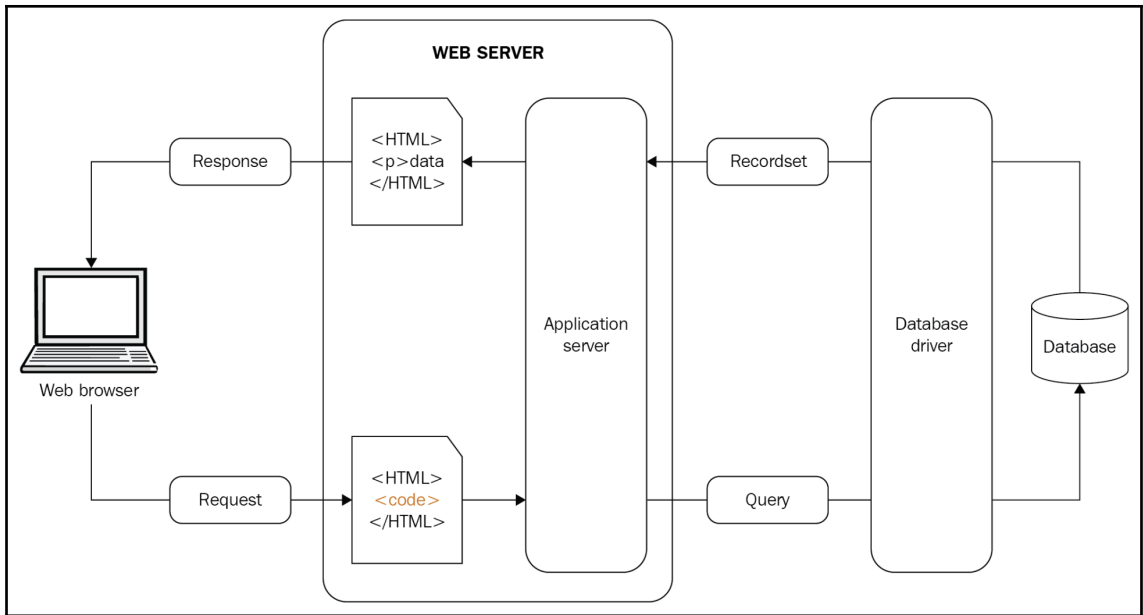 WEB SERVER
<HTML>
<p>data
</HTML>
Response
Recordset
Application
server
Database
driver
Database
Web browser
Request
<HTML>
<code>
</HTML>
Query